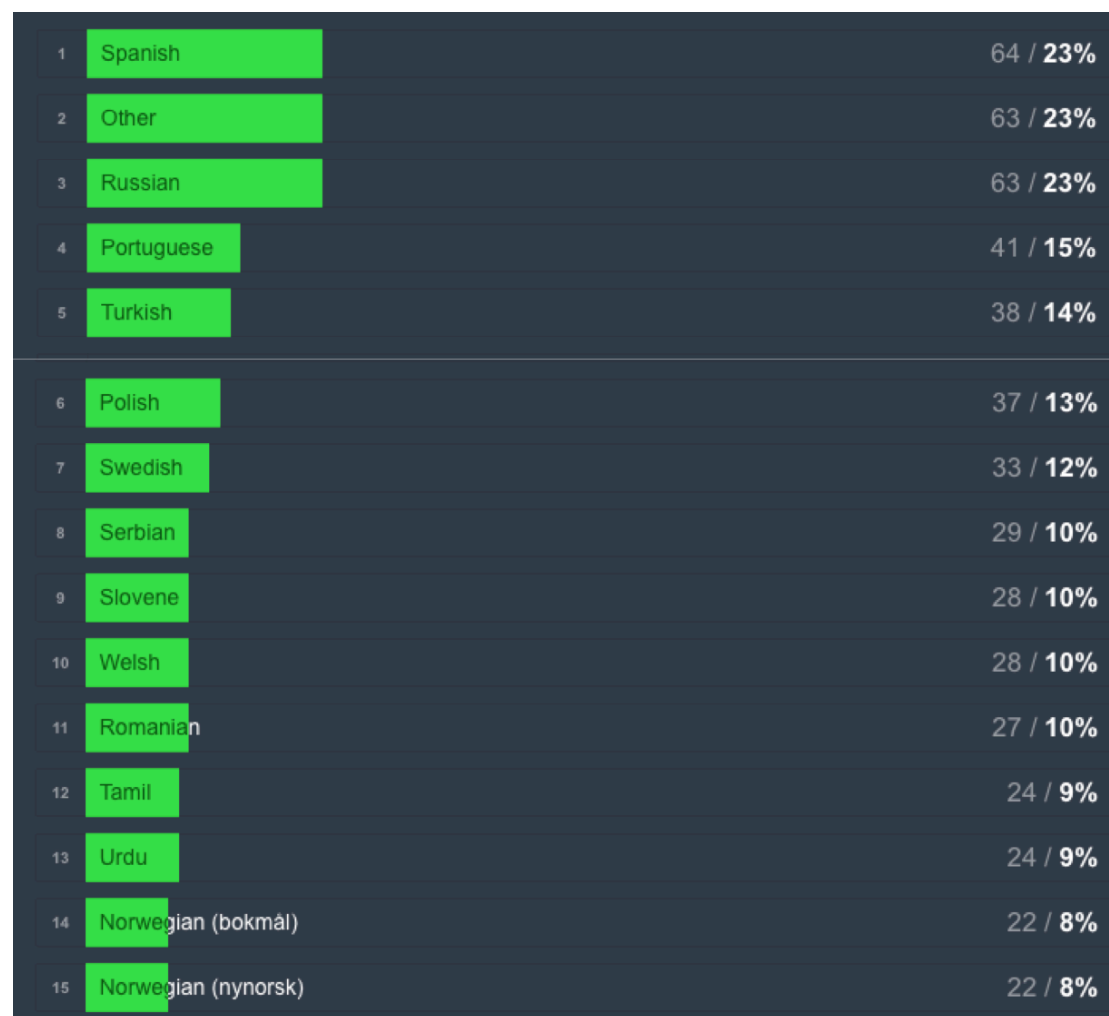 1 Spanish 64 / 23%
2 Other 63 / 23%
3 Russian 63 / 23%
4 Portuguese 41 / 15%
5 Turkish 38 / 14%
6 Polish 37 / 13%
7 Swedish 33 / 12%
8 Serbian 29 / 10%
9 Slovene 28 / 10%
10 Welsh 28 / 10%
11 Romanian 27 / 10%
12 Tamil 24 / 9%
13 Urdu 24 / 9%
14 Norwegian (bokmål) 22 / 8%
15 Norwegian (nynorsk) 22 / 8%